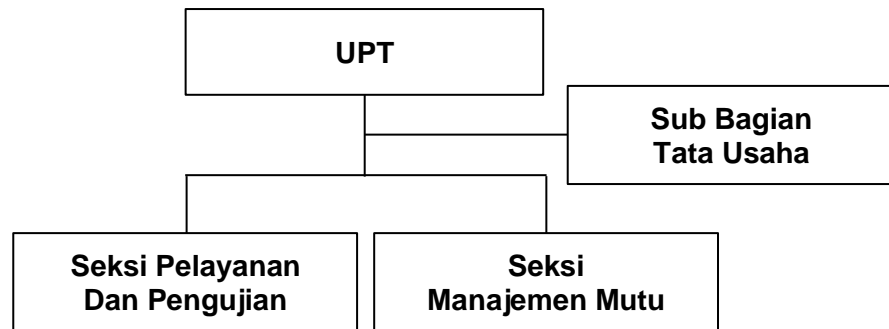 UPT
Sub Bagian
Tata Usaha
Seksi Pelayanan
Dan Pengujian
Seksi
Manajemen Mutu